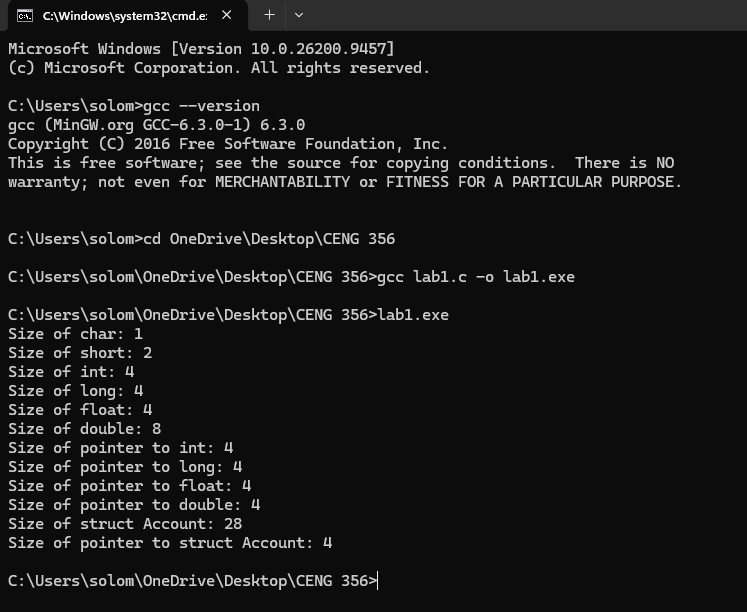 C:\Windows\system32\cmd.e:
Microsoft Windows [Version 10.0.26200.9457]
(c) Microsoft Corporation. All rights reserved.
C:\Users\solom>gcc --version
gcc (MinGW.org GCC-6.3.0-1) 6.3.0
Copyright (C) 2016 Free Software Foundation, Inc.
This is free software; see the source for copying conditions.  There is NO
warranty; not even for MERCHANTABILITY or FITNESS FOR A PARTICULAR PURPOSE.
C:\Users\solom>cd OneDrive\Desktop\CENG 356
C:\Users\solom\OneDrive\Desktop\CENG 356>gcc lab1.c -o lab1.exe
C:\Users\solom\OneDrive\Desktop\CENG 356>lab1.exe
Size of char: 1
Size of short: 2
Size of int: 4
Size of long: 4
Size of float: 4
Size of double: 8
Size of pointer to int: 4
Size of pointer to long: 4
Size of pointer to float: 4
Size of pointer to double: 4
Size of struct Account: 28
Size of pointer to struct Account: 4
C:\Users\solom\OneDrive\Desktop\CENG 356>